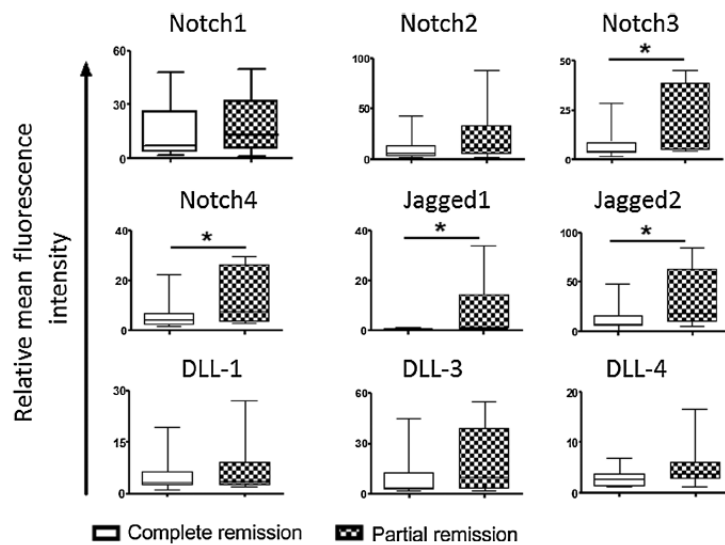 Notch1
Notch2
Notch3
60
30
0
100
50
0
50
25
0
*
Notch4
Jagged1
Jagged2
40
20
0
*
40
20
0
*
100
50
0
*
DLL-1
DLL-3
DLL-4
30
15
0
60
30
0
20
10
0
Relative mean fluorescence
intensity
Complete remission
Partial remission